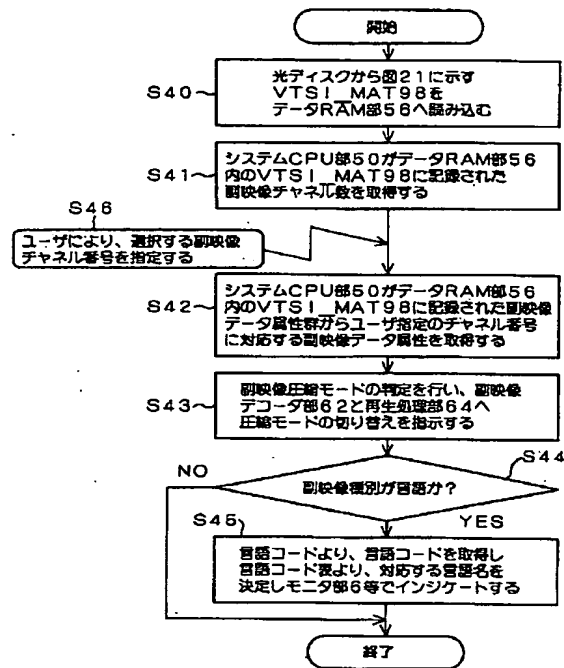 開始
S40
光ディスクから図21に示す
VTSI_MAT98を
データRAM部56へ読み込む
S41
システムCPU部50がデータRAM部56
内のVTSI_MAT98に記録された
副映像チャネル数を取得する
S46
ユーザにより、選択する副映像
チャネル番号を指定する
S42
システムCPU部50がデータRAM部56
内のVTSI_MAT98に記録された副映像
データ属性群からユーザ指定のチャネル番号
に対応する副映像データ属性を取得する
S43
副映像圧縮モードの判定を行い、副映像
デコーダ部62と再生処理部64へ
圧縮モードの切り替えを指示する
S44
NO
副映像種別が言語か?
YES
S45
言語コードより、言語コードを取得し
言語コード表より、対応する言語名を
決定しモニタ部6等でインジケートする
終了